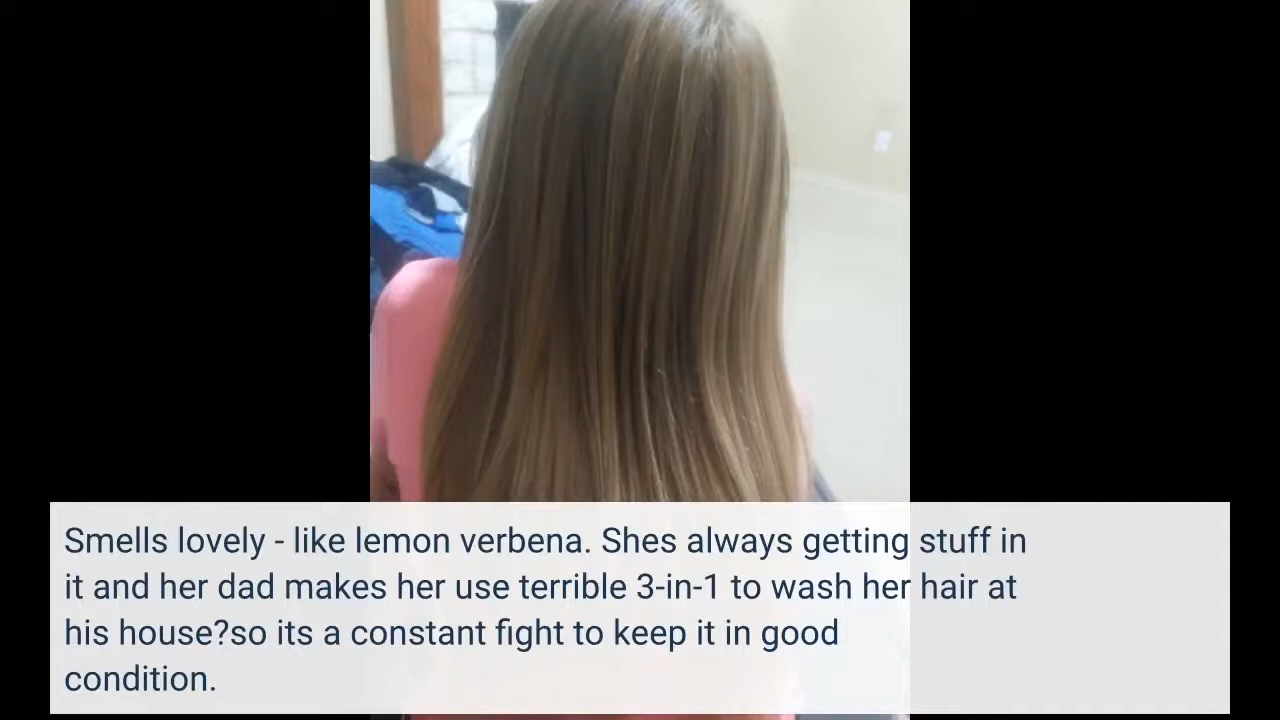 Smells lovely - like lemon verbena. Shes always getting stuff in
it and her dad makes her use terrible 3-in-1 to wash her hair at
his house?so its a constant fight to keep it in good
condition.